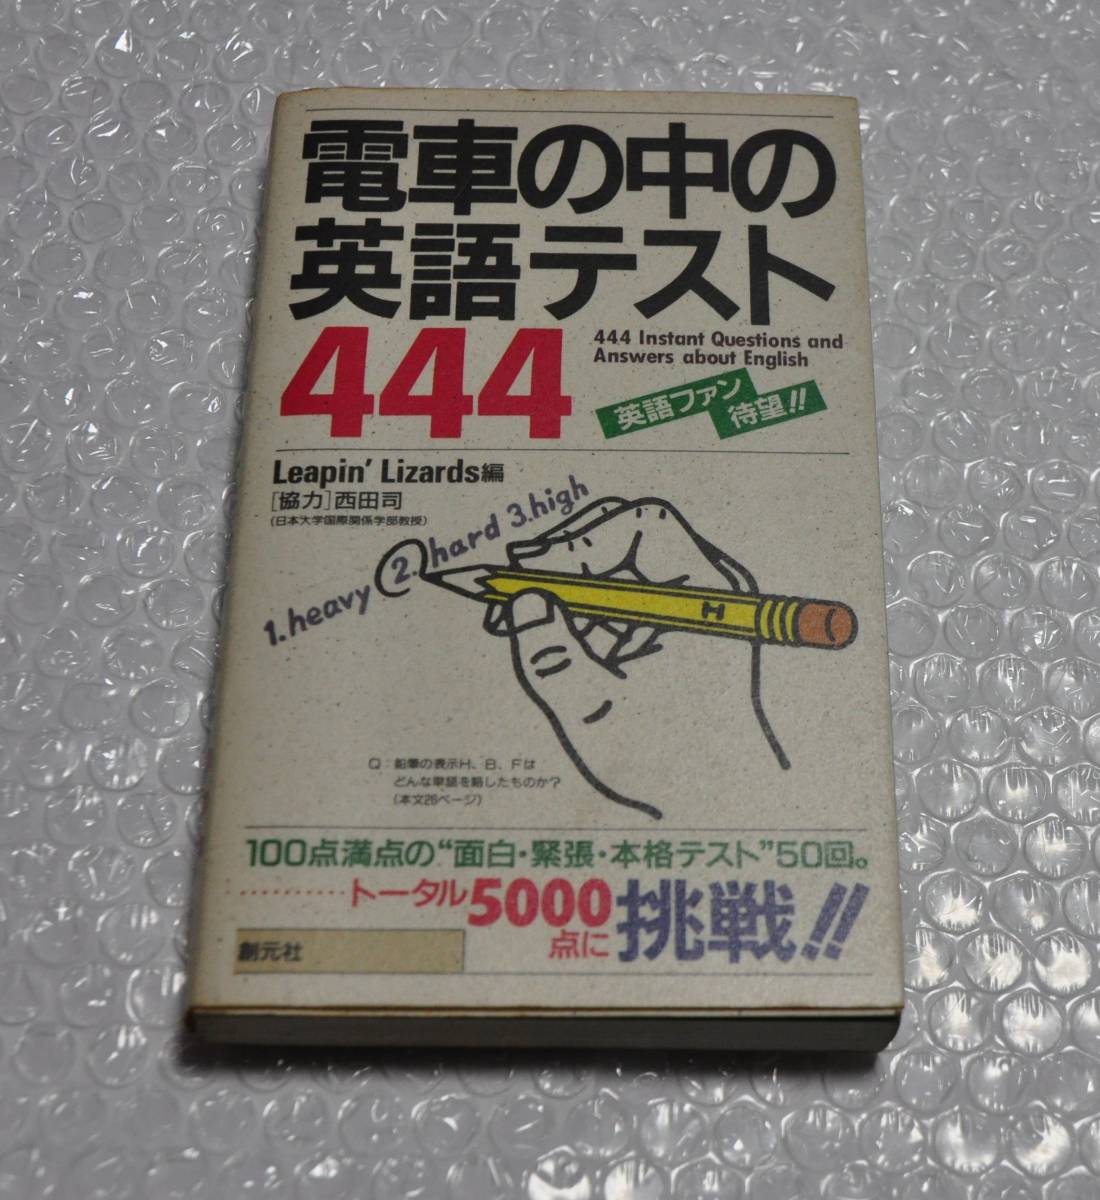 電車の中の
英語テスト
444
444 Instant Questions and
Answers about English
英語ファン
待望!!
Leapin' Lizards編
[協力]西田司
(日本大学国際関係学部教授)
1.heavy 2.hard 3.high
H
Q:鉛筆の表示H、B、Fは
どんな単語を略したものか?
(本文26ページ)
100点満点の“面白・緊張・本格テスト”50回。
トータル5000点に挑戦!!
創元社